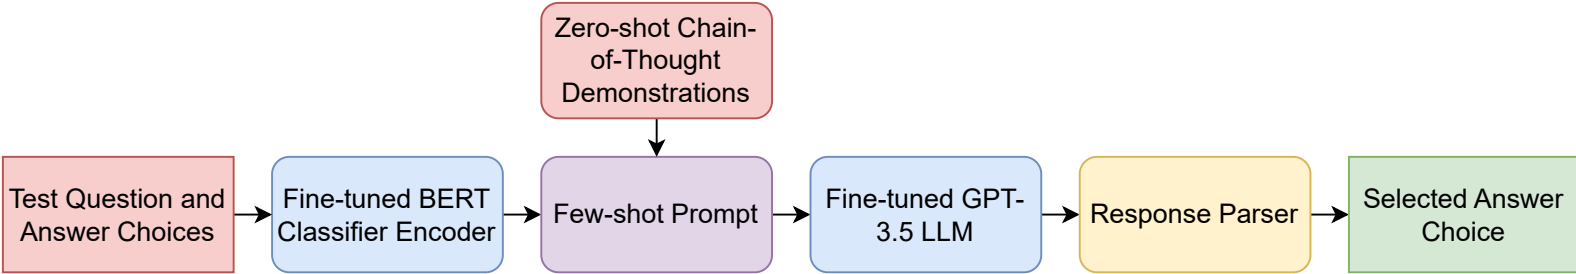 Zero-shot Chain-
of-Thought
Demonstrations
Test Question and
Answer Choices
Fine-tuned BERT
Classifier Encoder
Few-shot Prompt
Fine-tuned GPT-
3.5 LLM
Response Parser
Selected Answer
Choice